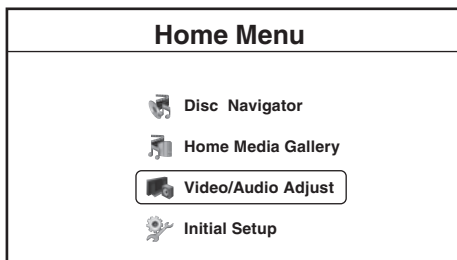 Home Menu
Disc Navigator
Home Media Gallery
Video/Audio Adjust
Initial Setup